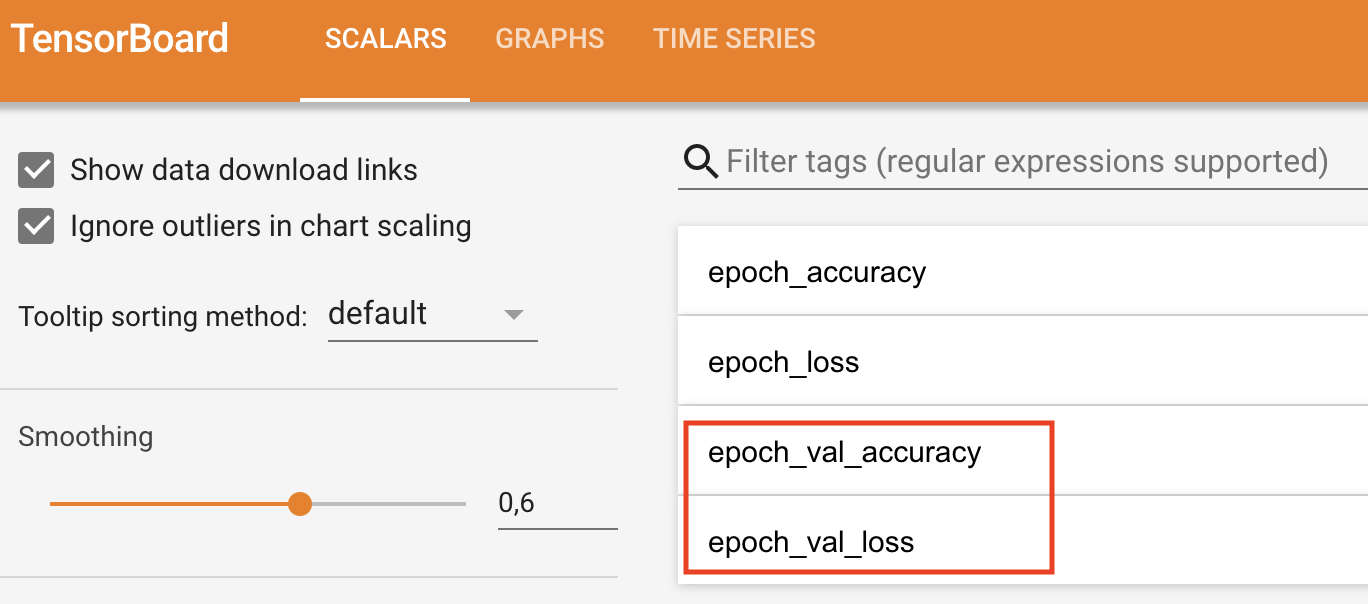 TensorBoard SCALARS GRAPHS TIME SERIES
Show data download links
Ignore outliers in chart scaling
Tooltip sorting method: default
Smoothing
0,6
Filter tags (regular expressions supported)
epoch_accuracy
epoch_loss
epoch_val_accuracy
epoch_val_loss